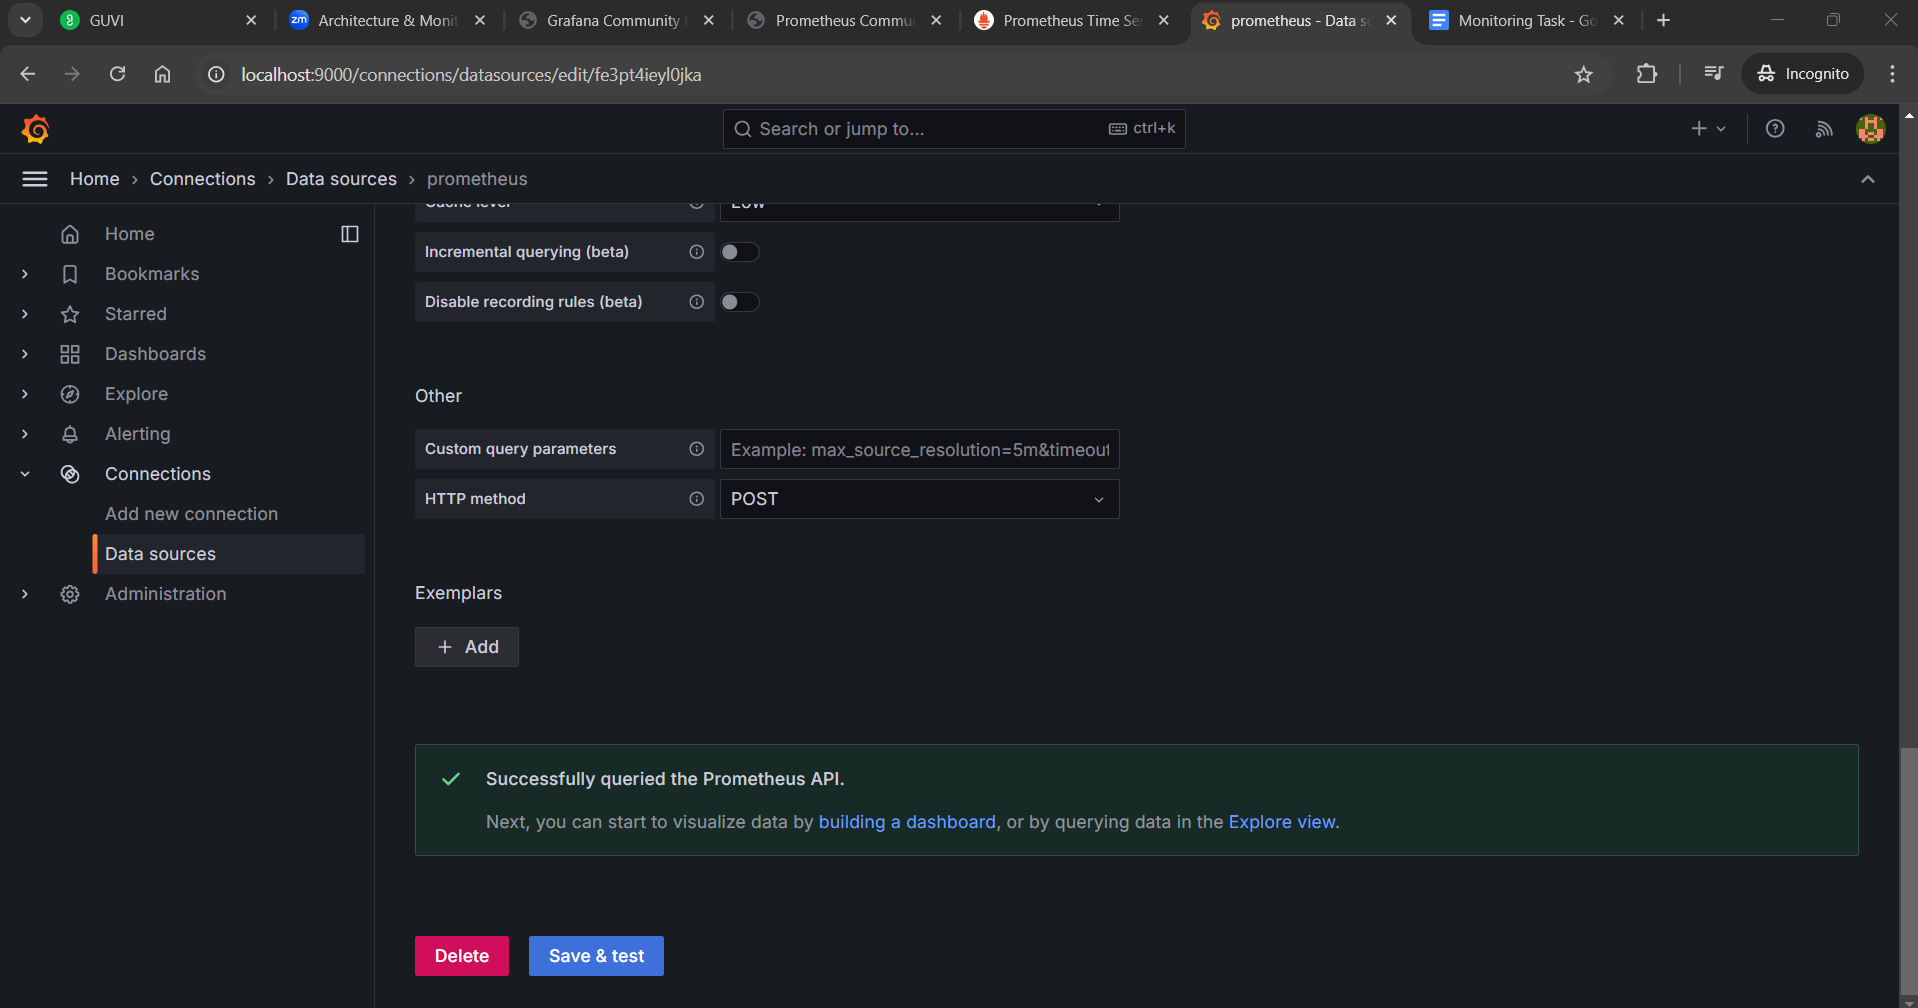 GUVI
Architecture & Monit
Grafana Community
Prometheus Commu
Prometheus Time Se
prometheus - Data s
Monitoring Task - Go
localhost:9000/connections/datasources/edit/fe3pt4ieyl0jka
Incognito
Search or jump to...
ctrl+k
Home › Connections › Data sources › prometheus
Home
Bookmarks
Starred
Dashboards
Explore
Alerting
Connections
Add new connection
Data sources
Administration
Cache level
Low
Incremental querying (beta)
Disable recording rules (beta)
Other
Custom query parameters
Example: max_source_resolution=5m&timeout
HTTP method
POST
Exemplars
+ Add
Successfully queried the Prometheus API.
Next, you can start to visualize data by building a dashboard, or by querying data in the Explore view.
Delete
Save & test